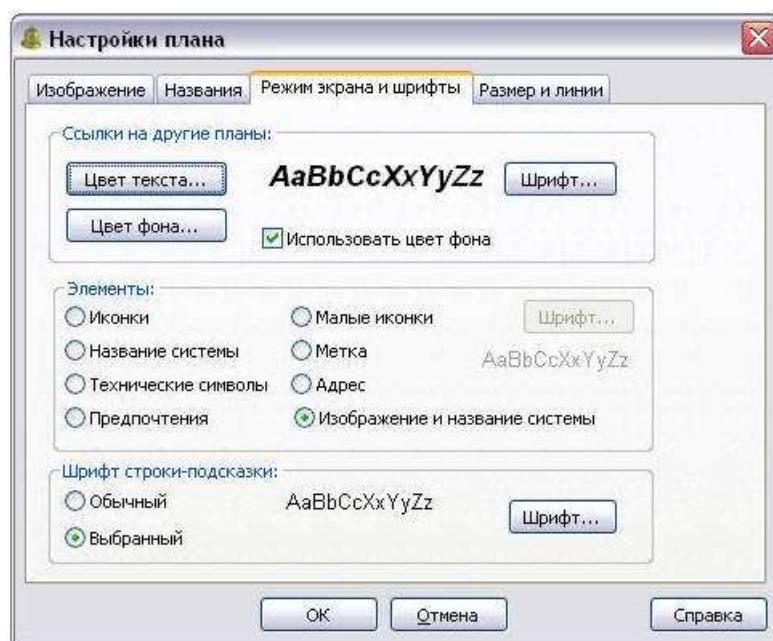 Настройки плана
Изображение Названия Режим экрана и шрифты Размер и линии
Ссылки на другие планы:
Цвет текста... AaBbCcXxYyZz Шрифт...
Цвет фона... Использовать цвет фона
Элементы:
Иконки Малые иконки Шрифт...
Название системы Метка AaBbCcXxYyZz
Технические символы Адрес
Предпочтения Изображение и название системы
Шрифт строки-подсказки:
Обычный AaBbCcXxYyZz Шрифт...
Выбранный
ОК Отмена Справка